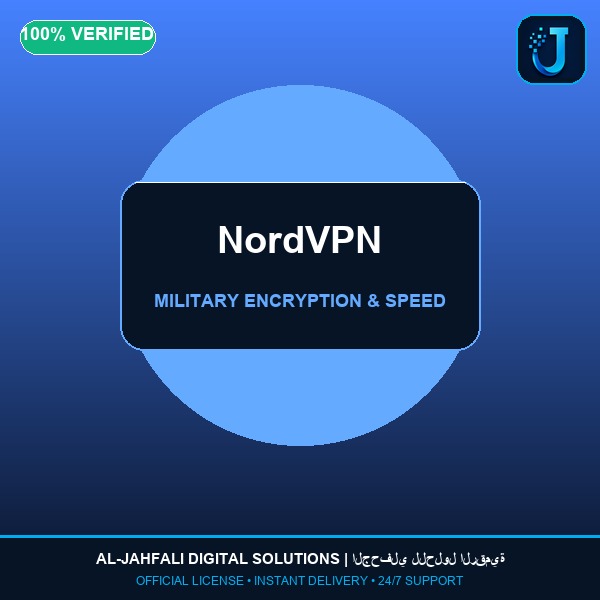 100% VERIFIED
NordVPN
MILITARY ENCRYPTION & SPEED
AL-JAHFALI DIGITAL SOLUTIONS | الجحفلي للحلول الرقمية
OFFICIAL LICENSE • INSTANT DELIVERY • 24/7 SUPPORT